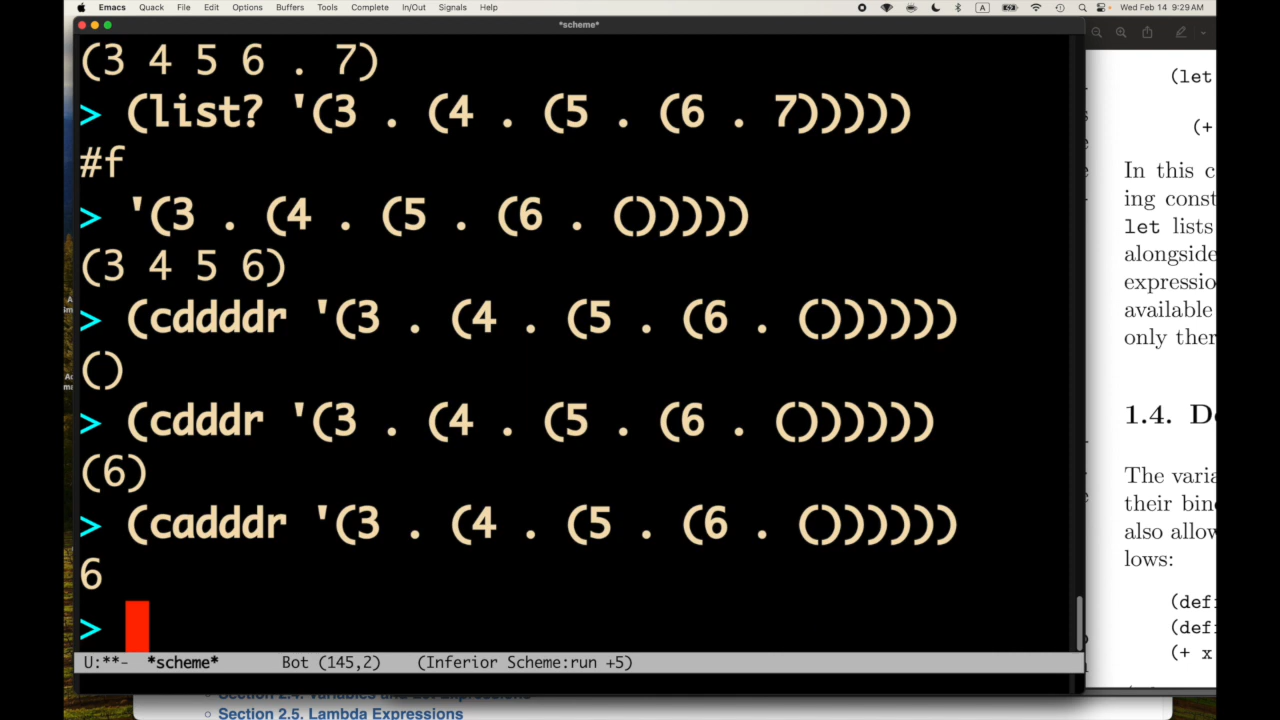 Emacs Quack File Edit Options Buffers Tools Complete In/Out Signals Help
A
Wed Feb 14 9:29 AM
*scheme*
(3 4 5 6 . 7)
> (list? '(3 . (4 . (5 . (6 . 7)))))
#f
> '(3 . (4 . (5 . (6 . ()))))
(3 4 5 6)
> (cddddr '(3 . (4 . (5 . (6 . ())))))
()
> (cdddr '(3 . (4 . (5 . (6 . ())))))
(6)
> (cadddr '(3 . (4 . (5 . (6 . ())))))
6
>
U:**- *scheme* Bot (145,2) (Inferior Scheme:run +5)
(let
(+
In this c
ing const
let lists
alongside
expressio
available
only ther
1.4. D
The varia
their bin
also allow
lows:
(def
(def
(+ x
Section 2.4. Variables and Let Expressions
Section 2.5. Lambda Expressions